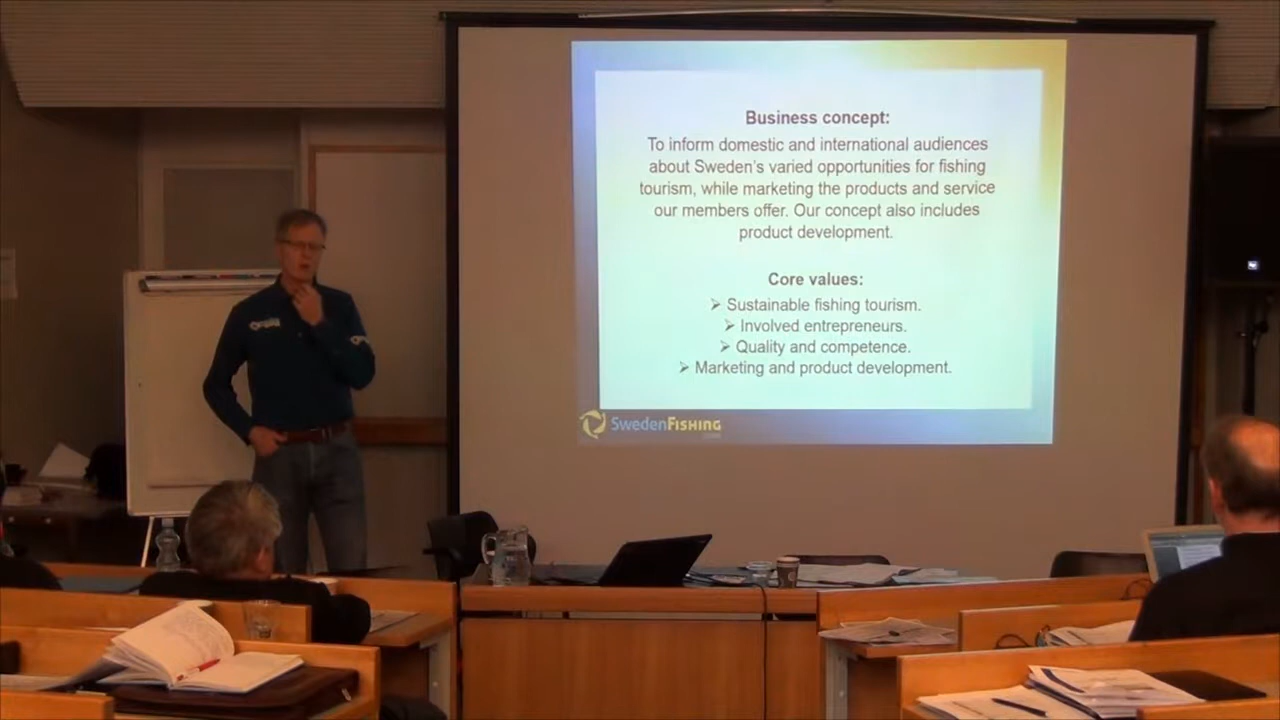 Business concept:
To inform domestic and international audiences
about Sweden's varied opportunities for fishing
tourism, while marketing the products and service
our members offer. Our concept also includes
product development.
Core values:
➢ Sustainable fishing tourism.
➢ Involved entrepreneurs.
➢ Quality and competence.
➢ Marketing and product development.
SwedenFishing